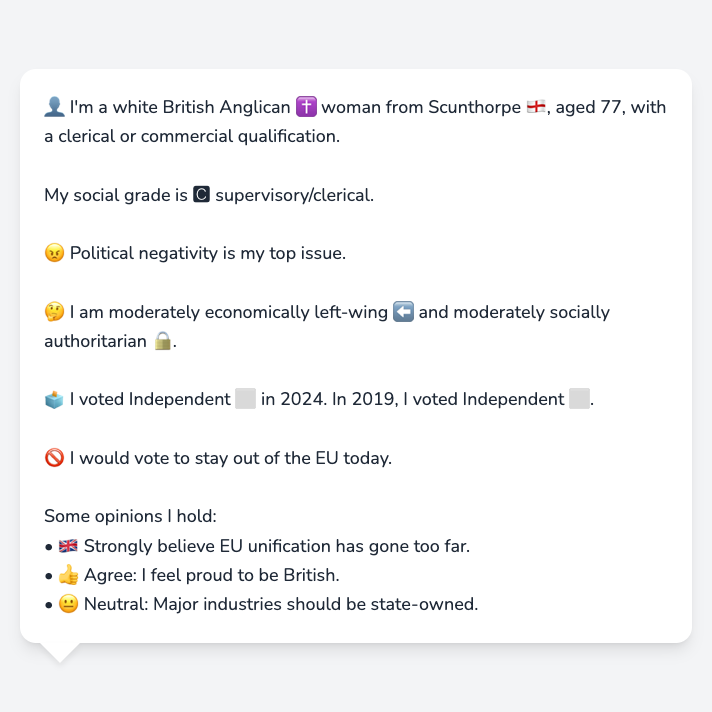 👤 I'm a white British Anglican ✝️ woman from Scunthorpe 🏴󠁧󠁢󠁥󠁮󠁧󠁿, aged 77, with
a clerical or commercial qualification.
My social grade is 🅲 supervisory/clerical.
😠 Political negativity is my top issue.
🤔 I am moderately economically left-wing ⬅️ and moderately socially
authoritarian 🔒.
🗳️ I voted Independent ⬜ in 2024. In 2019, I voted Independent ⬜.
🚫 I would vote to stay out of the EU today.
Some opinions I hold:
• 🇬🇧 Strongly believe EU unification has gone too far.
• 👍 Agree: I feel proud to be British.
• 😐 Neutral: Major industries should be state-owned.